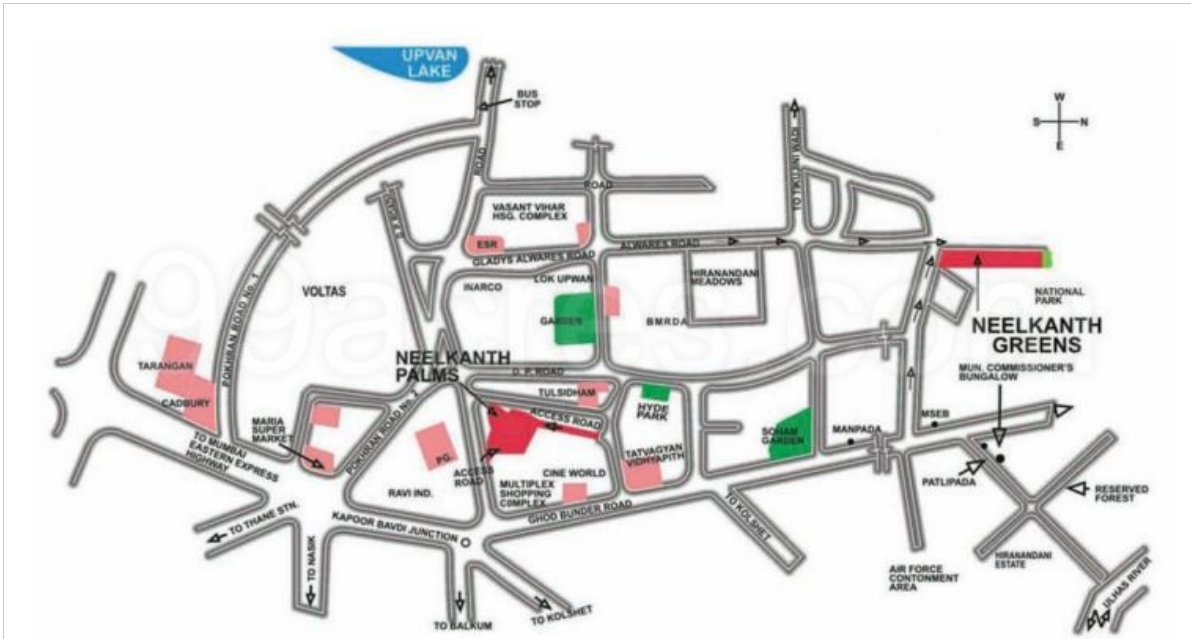 UPVAN
LAKE
BUS
STOP
W
S
N
E
ROAD
ROAD
TO TIKUJINI WADI
VASANT VIHAR
HSG. COMPLEX
ESR
GLADYS ALWARES ROAD
ALWARES ROAD
LOK UPWAN
INARCO
HIRANANDANI
MEADOWS
VOLTAS
POKHRAN ROAD No. 1
GARDEN
BMRDA
NATIONAL
PARK
NEELKANTH
GREENS
NEELKANTH
PALMS
D. P. ROAD
MUN. COMMISSIONER'S
BUNGALOW
TARANGAN
CADBURY
TULSIDHAM
HYDE
PARK
ACCESS ROAD
MSEB
MARIA
SUPER
MARKET
POKHRAN ROAD No. 2
SOHAM
GARDEN
MANPADA
TO MUMBAI
EASTERN EXPRESS
HIGHWAY
PG.
ACCESS
ROAD
CINE WORLD
TATVAGYAN
VIDHYAPITH
PATLIPADA
RAVI IND.
MULTIPLEX
SHOPPING
COMPLEX
GHOD BUNDER ROAD
TO KOLSHET
RESERVED
FOREST
TO THANE STN.
KAPOOR BAVDI JUNCTION
TO NASIK
HIRANANDANI
ESTATE
AIR FORCE
CONTONMENT
AREA
ULHAS RIVER
TO BALKUM
TO KOLSHET
99acres.com